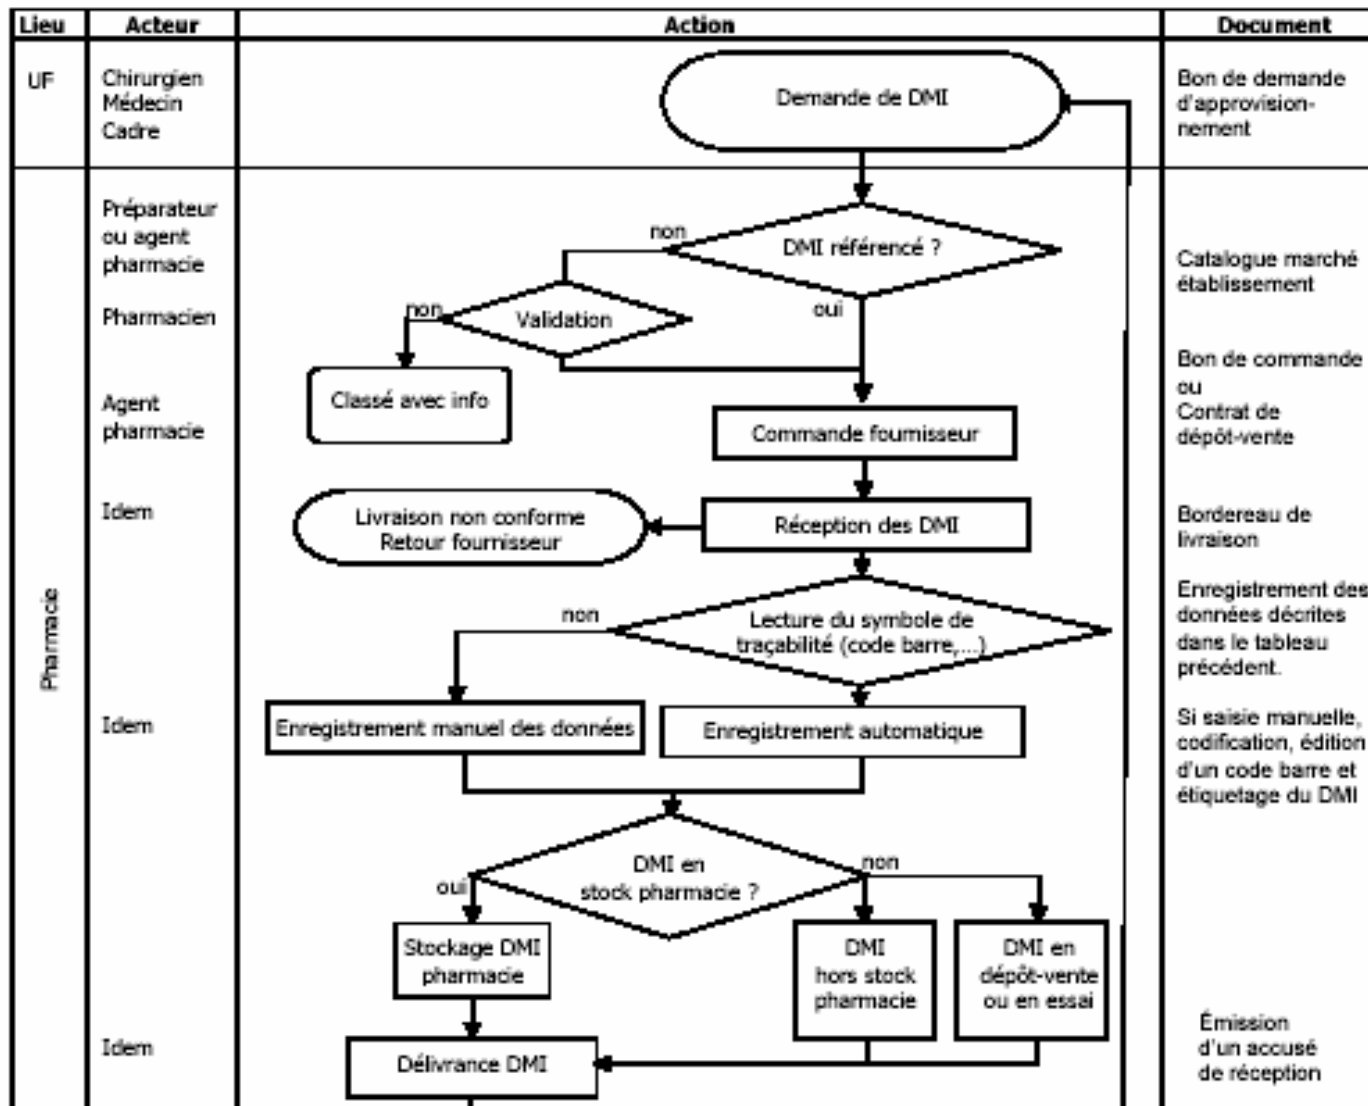 Lieu Acteur Action Document
UF
Chirurgien
Médecin
Cadre
Demande de DMI
Bon de demande
d'approvision-
nement
Préparateur
ou agent
pharmacie
non
DMI référencé ?
Catalogue marché
établissement
Pharmacien
non
Validation
oui
Bon de commande
ou
Contrat de
dépôt-vente
Agent
pharmacie
Classé avec info
Commande fournisseur
Idem
Livraison non conforme
Retour fournisseur
Réception des DMI
Bordereau de
livraison
Pharmacie
non
Lecture du symbole de
traçabilité (code barre,...)
Enregistrement des
données décrites
dans le tableau
précédent.
Idem
Enregistrement manuel des données
Enregistrement automatique
Si saisie manuelle,
codification, édition
d'un code barre et
étiquetage du DMI
oui
DMI en
stock pharmacie ?
non
Stockage DMI
pharmacie
DMI
hors stock
pharmacie
DMI en
dépôt-vente
ou en essai
Idem
Délivrance DMI
Émission
d'un accusé
de réception